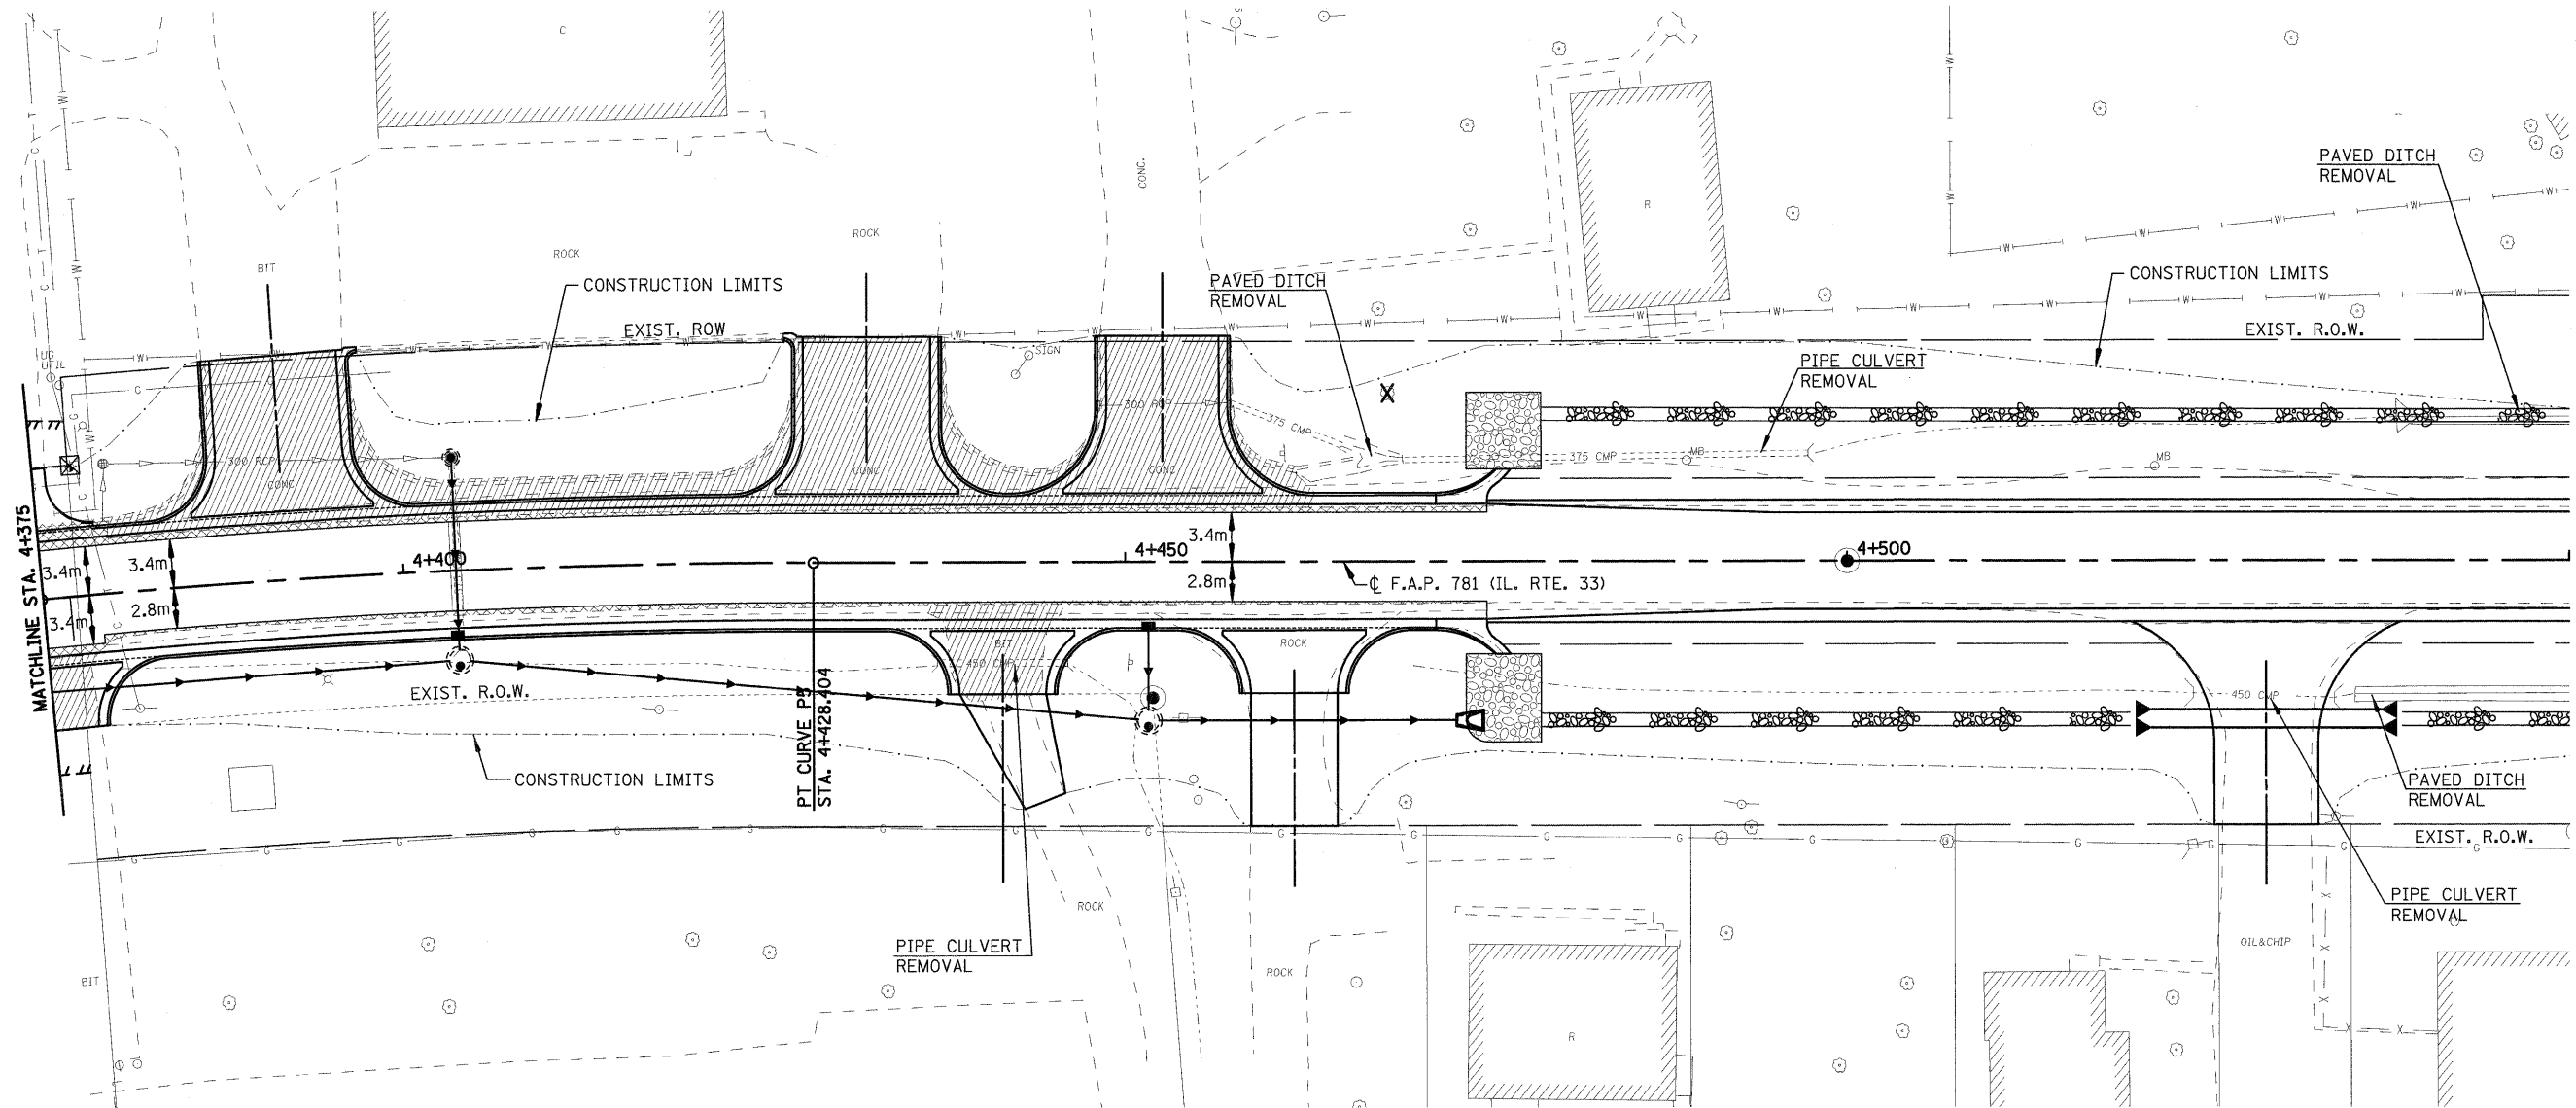 C
CONC.
PAVED DITCH
REMOVAL
R
ROCK
ROCK
BIT
CONSTRUCTION LIMITS
PAVED DITCH
REMOVAL
CONSTRUCTION LIMITS
EXIST. ROW
EXIST. R.O.W.
UG
UTIL
SIGN
PIPE CULVERT
REMOVAL
300 RCP
375 CMP
300 RCP
CONC
CONC
CONC
375 CMP
MB
MB
MATCHLINE STA. 4+375
3.4m
3.4m
3.4m
2.8m
4+400
4+450
3.4m
2.8m
℄ F.A.P. 781 (IL. RTE. 33)
4+500
BIT
450 CMP
ROCK
EXIST. R.O.W.
PT CURVE P5
STA. 4+428.404
450 CMP
CONSTRUCTION LIMITS
PAVED DITCH
REMOVAL
EXIST. R.O.W.
PIPE CULVERT
REMOVAL
ROCK
PIPE CULVERT
REMOVAL
ROCK
OIL&CHIP
BIT
R